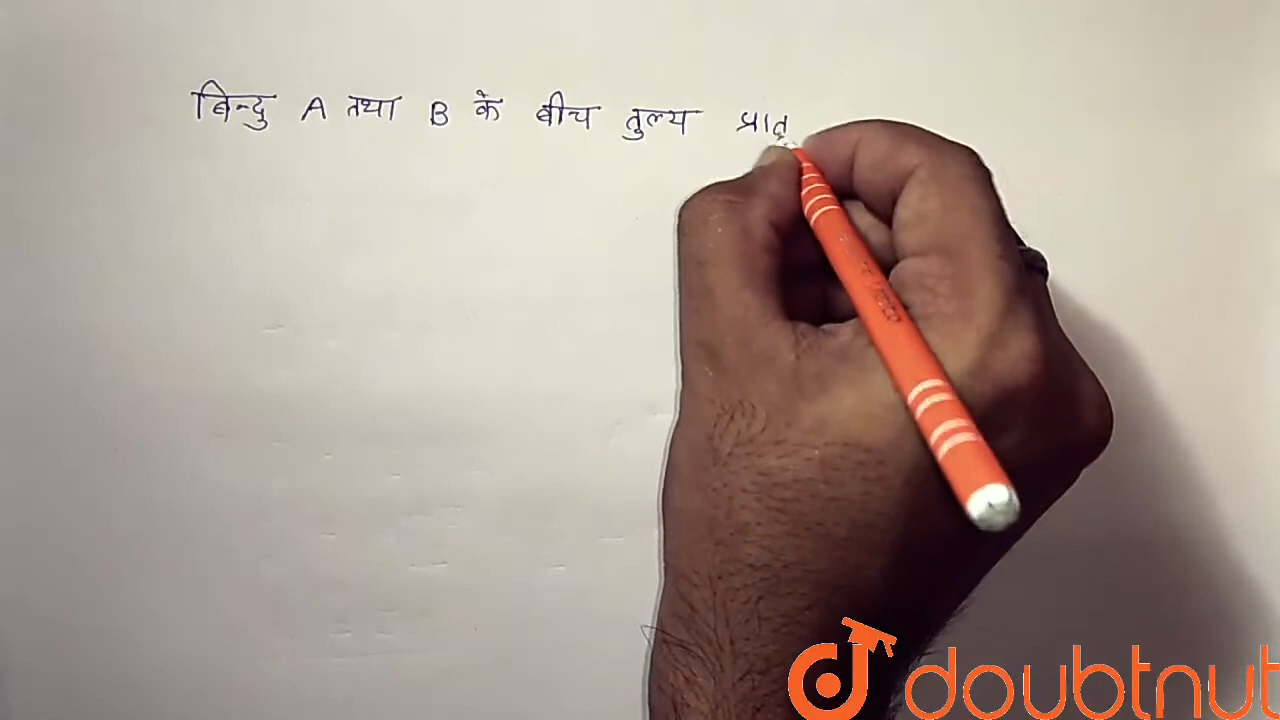 बिन्दु A तथा B के बीच तुल्य प्रात
doubtnut